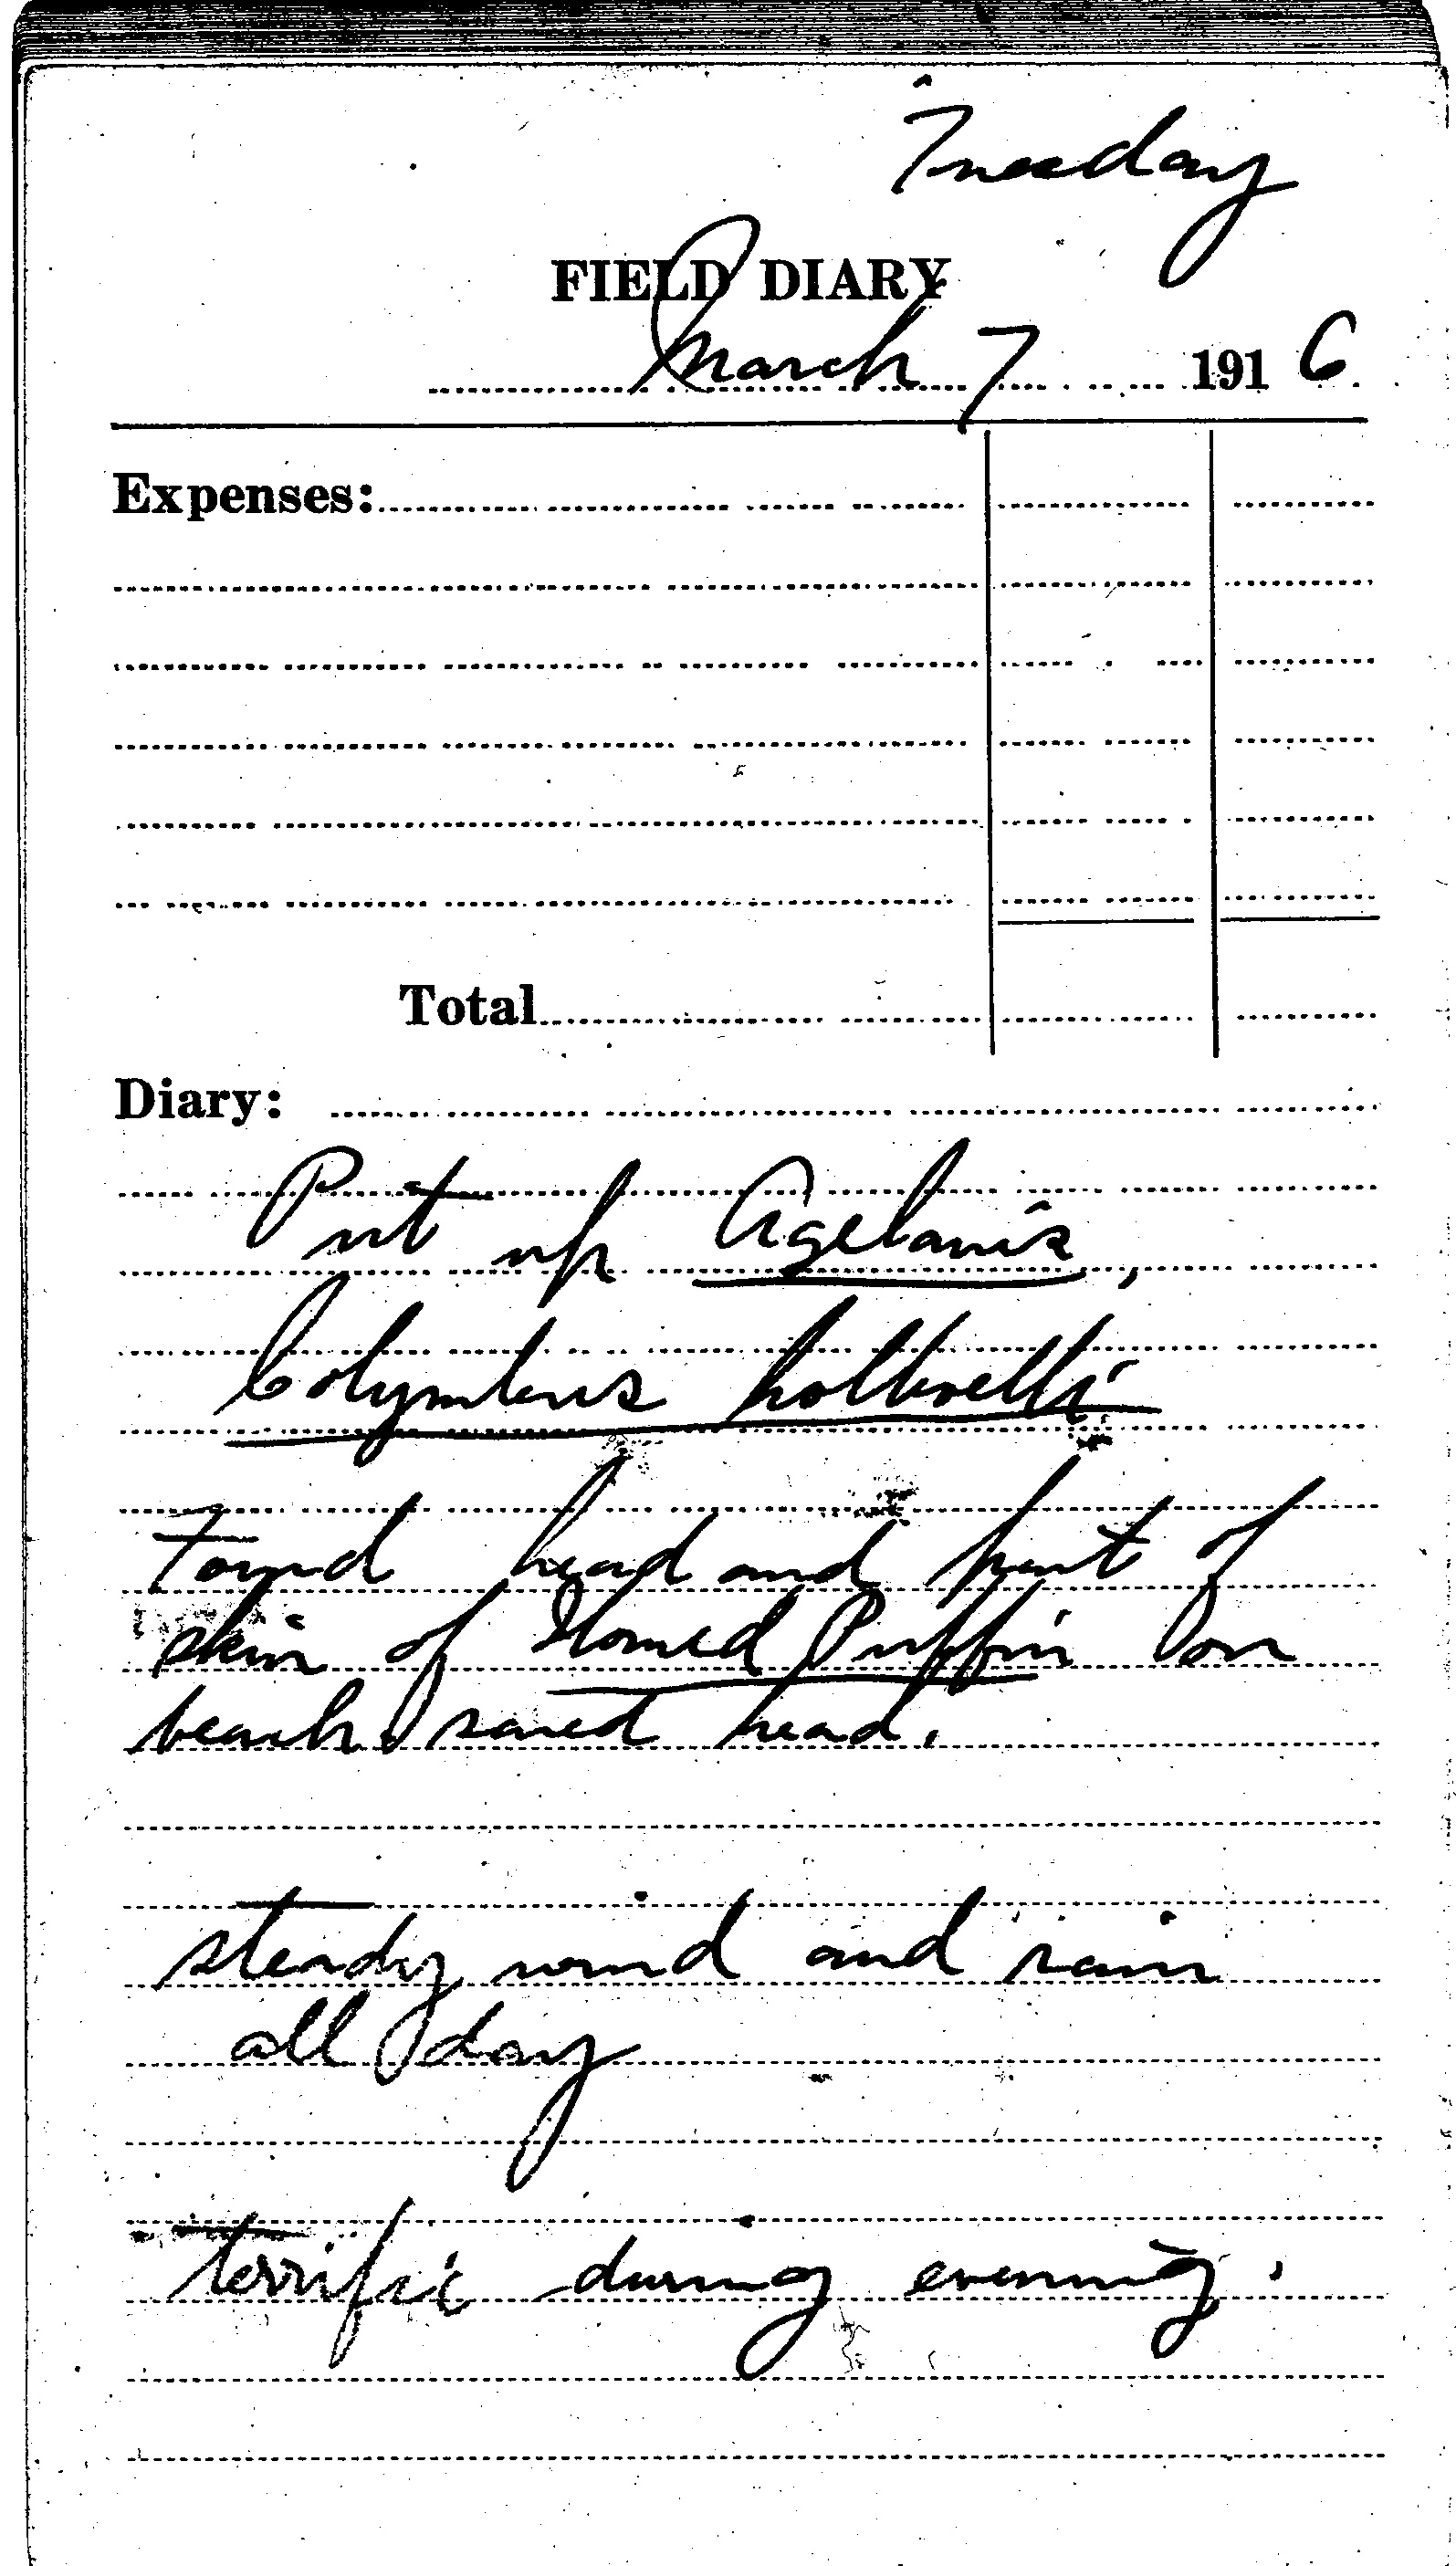 Tuesday
FIELD DIARY
March 7 1916
Expenses:
Total
Diary:
Put up Agelaius,
Colymbus holboelli
Found head and part of
skin of Horned Puffin on
beach, saved head.
steady wind and rain
all day
terrific during evening.